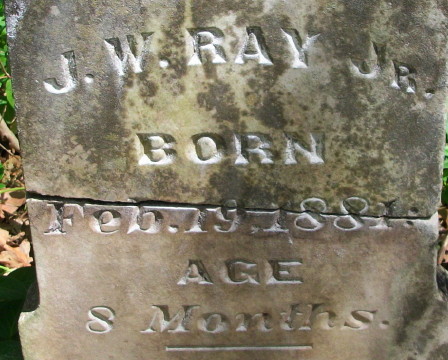 J. W. RAY JR.
BORN
Feb. 19, 1881.
AGE
8 Months.